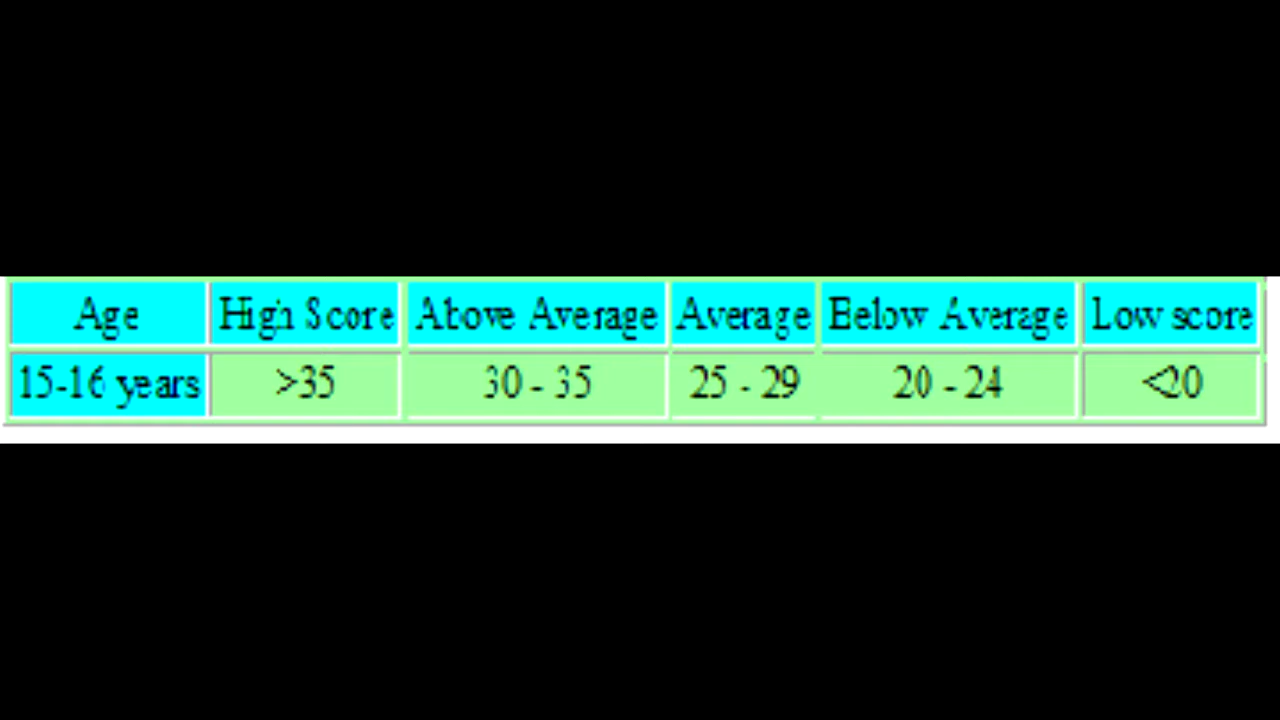 Age High Score Above Average Average Below Average Low score
15-16 years >35 30 - 35 25 - 29 20 - 24 <20